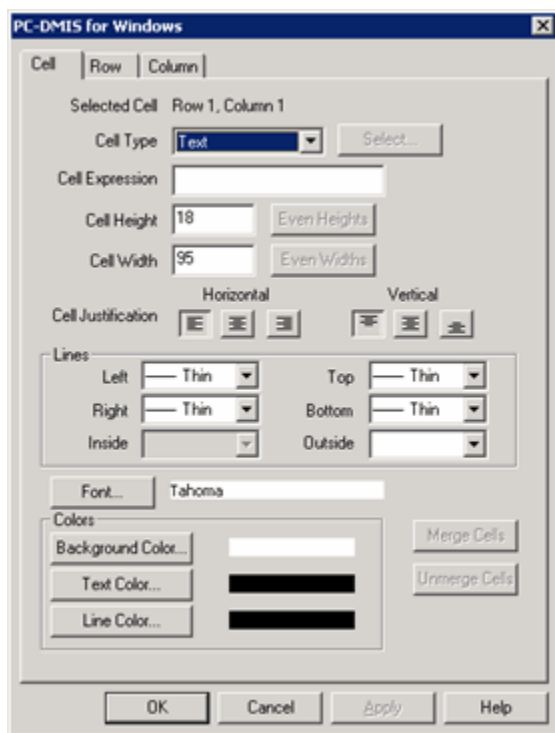 PC-DMIS for Windows
Cell Row Column
Selected Cell Row 1, Column 1
Cell Type Text Select...
Cell Expression
Cell Height 18 Even Heights
Cell Width 95 Even Widths
Horizontal Vertical
Cell Justification
Lines
Left Thin Top Thin
Right Thin Bottom Thin
Inside Outside
Font... Tahoma
Colors
Background Color... Merge Cells
Text Color... Unmerge Cells
Line Color...
OK Cancel Apply Help